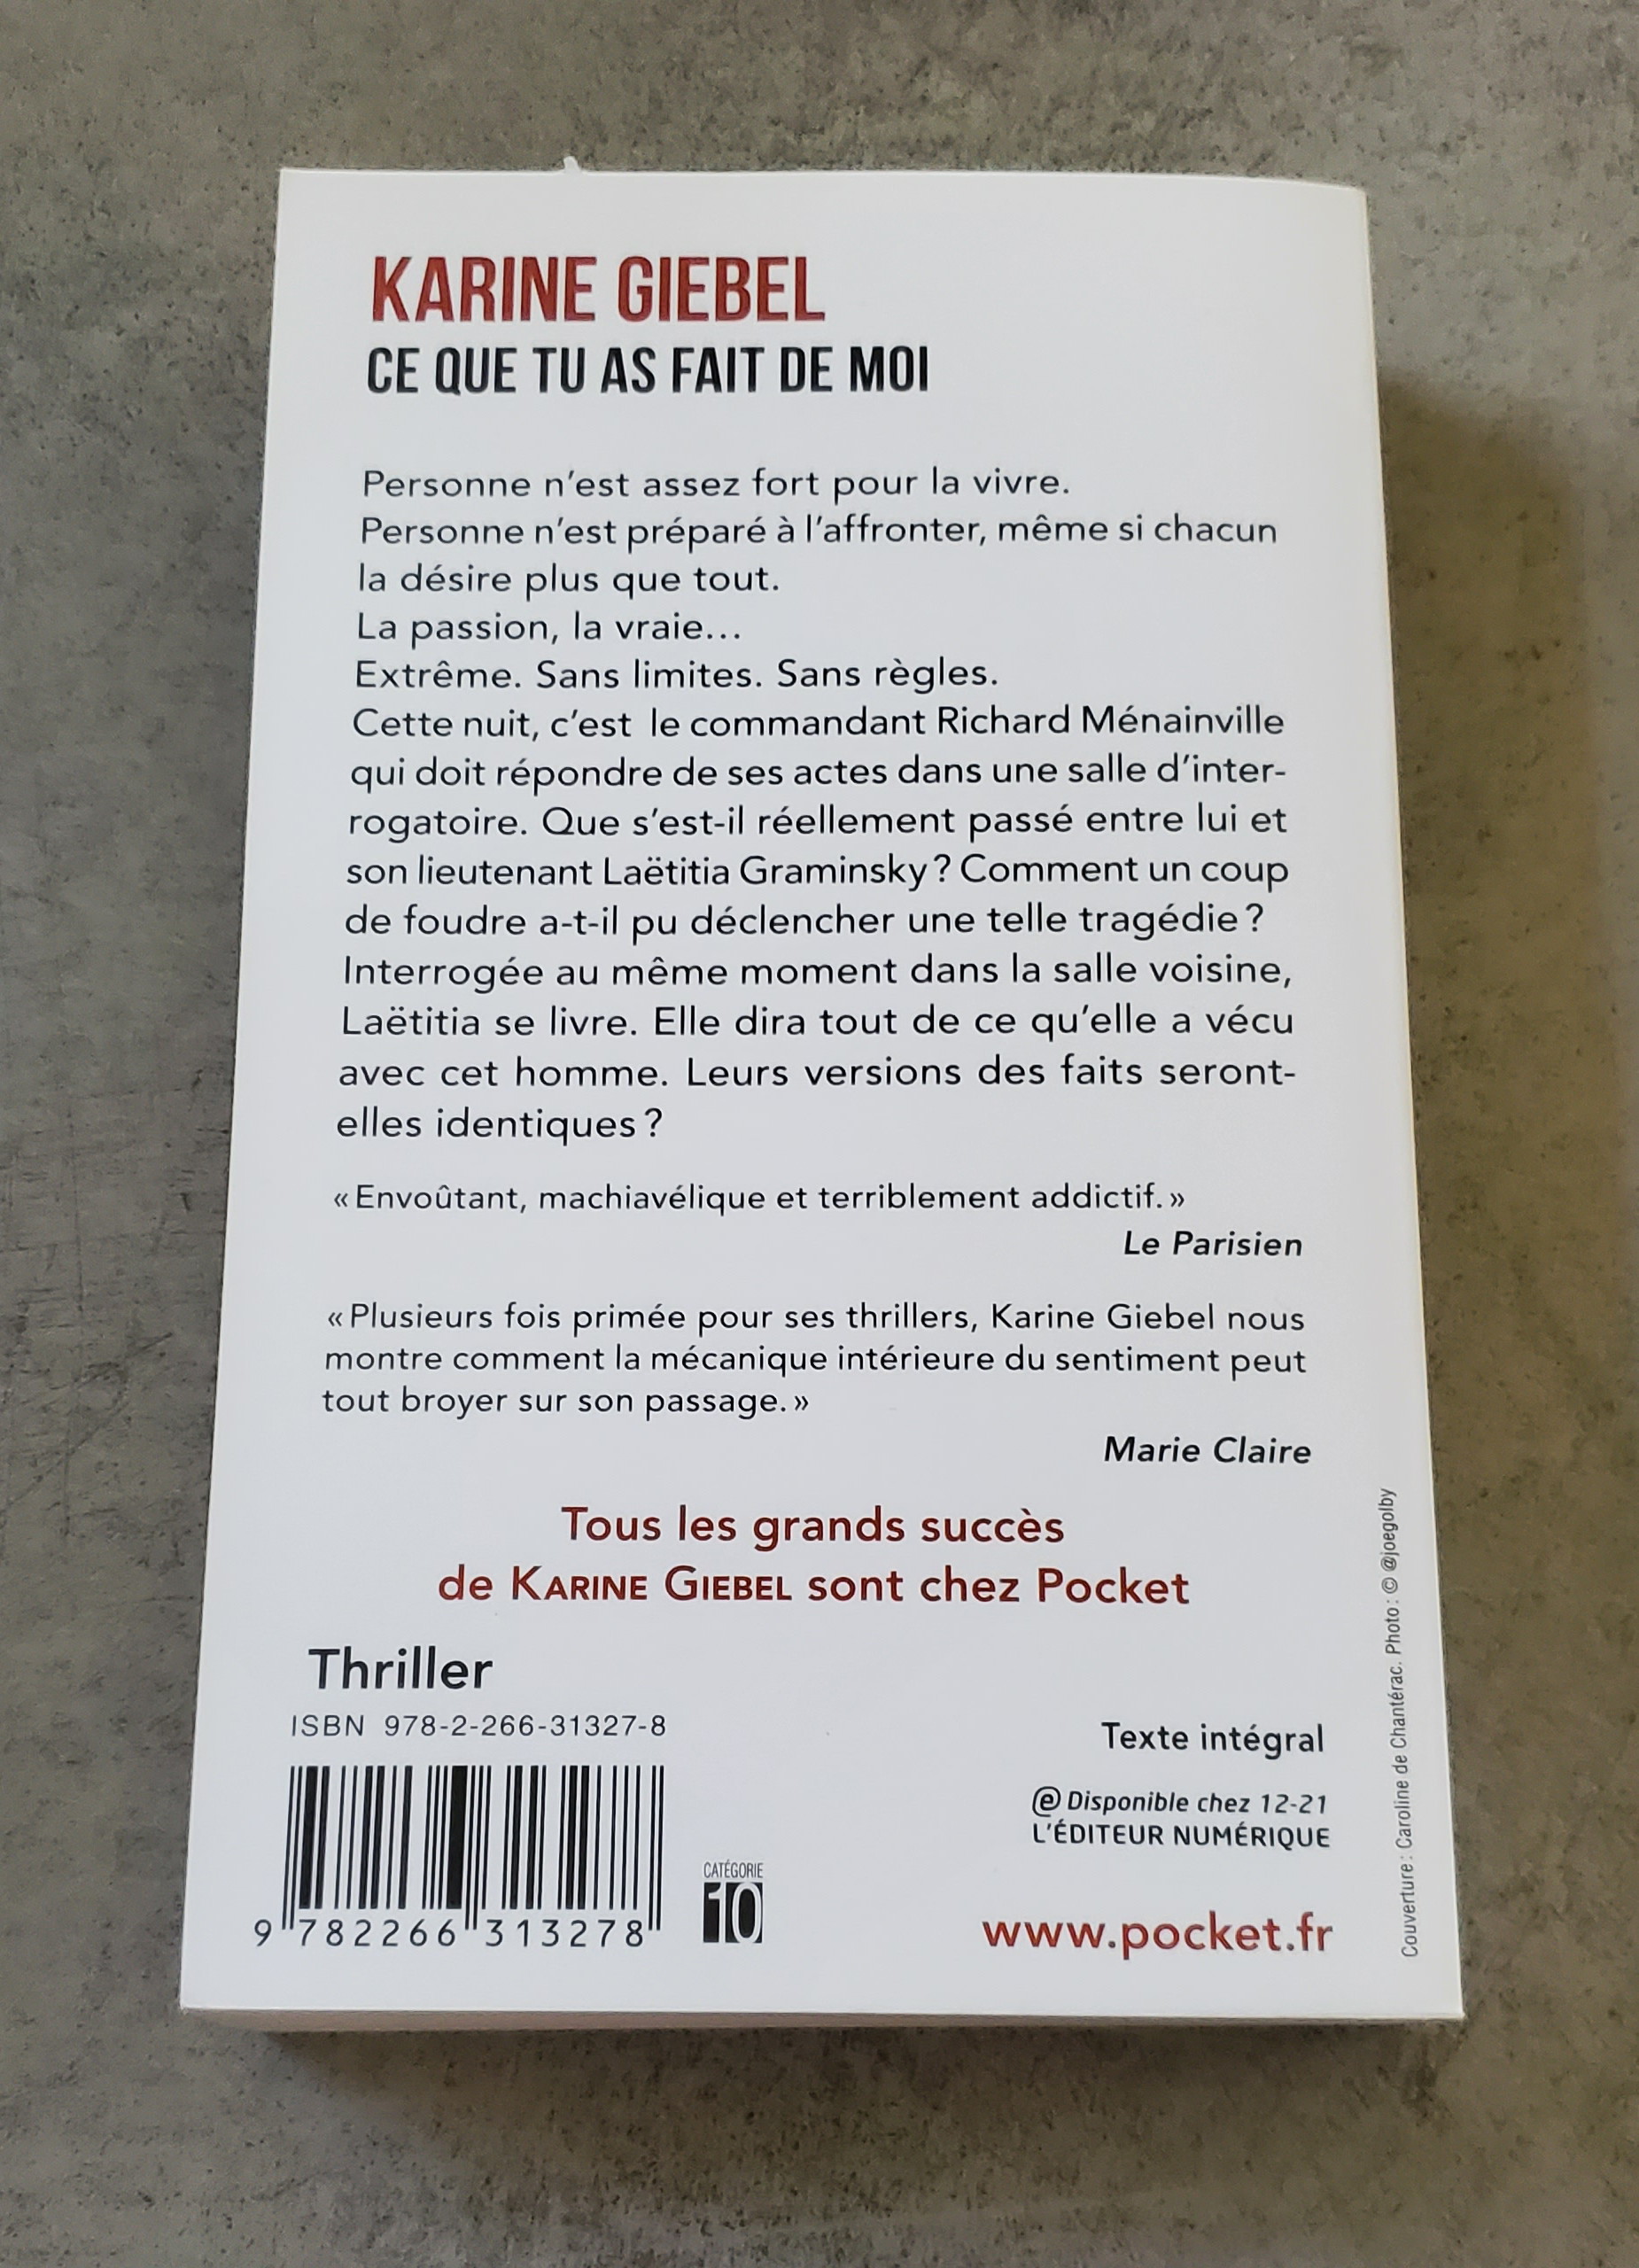 KARINE GIEBEL
CE QUE TU AS FAIT DE MOI
Personne n'est assez fort pour la vivre.
Personne n'est préparé à l'affronter, même si chacun
la désire plus que tout.
La passion, la vraie...
Extrême. Sans limites. Sans règles.
Cette nuit, c'est le commandant Richard Ménainville
qui doit répondre de ses actes dans une salle d'inter-
rogatoire. Que s'est-il réellement passé entre lui et
son lieutenant Laëtitia Graminsky ? Comment un coup
de foudre a-t-il pu déclencher une telle tragédie ?
Interrogée au même moment dans la salle voisine,
Laëtitia se livre. Elle dira tout de ce qu'elle a vécu
avec cet homme. Leurs versions des faits seront-
elles identiques ?
« Envoûtant, machiavélique et terriblement addictif. »
Le Parisien
« Plusieurs fois primée pour ses thrillers, Karine Giebel nous
montre comment la mécanique intérieure du sentiment peut
tout broyer sur son passage. »
Marie Claire
Tous les grands succès
de KARINE GIEBEL sont chez Pocket
Thriller
ISBN 978-2-266-31327-8
9 782266 313278
CATÉGORIE
10
Texte intégral
@ Disponible chez 12-21
L'ÉDITEUR NUMÉRIQUE
www.pocket.fr
Couverture : Caroline de Chantérac. Photo : © @joegolby